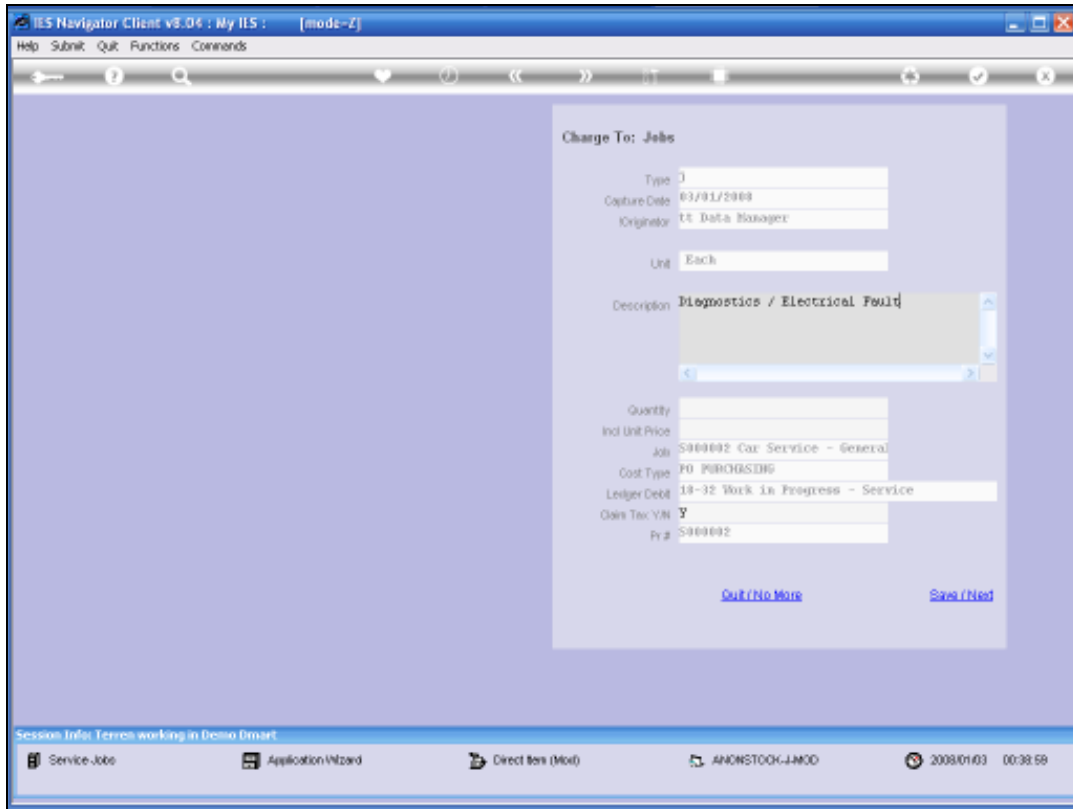 IES Navigator Client v8.04 : My IES : [mode=Z]
Help Submit Quit Functions Commands
Charge To: Jobs
Type J
Capture Date 03/01/2008
!Originator tt Data Manager
Unit Each
Description Diagnostics / Electrical Fault
Quantity
Incl Unit Price
Job S000002 Car Service - General
Cost Type PO PURCHASING
Ledger Debit 18-32 Work in Progress - Service
Claim Tax Y/N Y
Pr # S000002
Quit / No More Save / Next
Session Info: Terren working in Demo Dmart
Service Jobs Application Wizard Direct Item (Mod) ANONSTOCK-J-MOD 2008/01/03 00:38:59